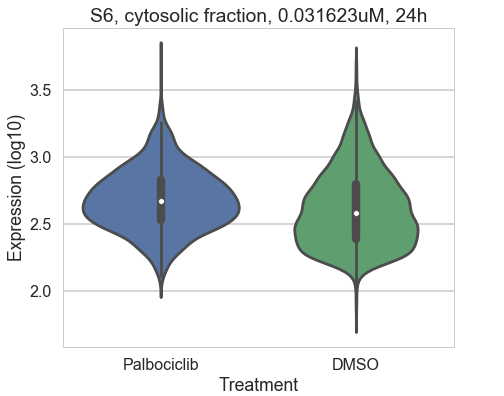 S6, cytosolic fraction, 0.031623uM, 24h
Expression (log10)
3.5
3.0
2.5
2.0
Palbociclib
DMSO
Treatment